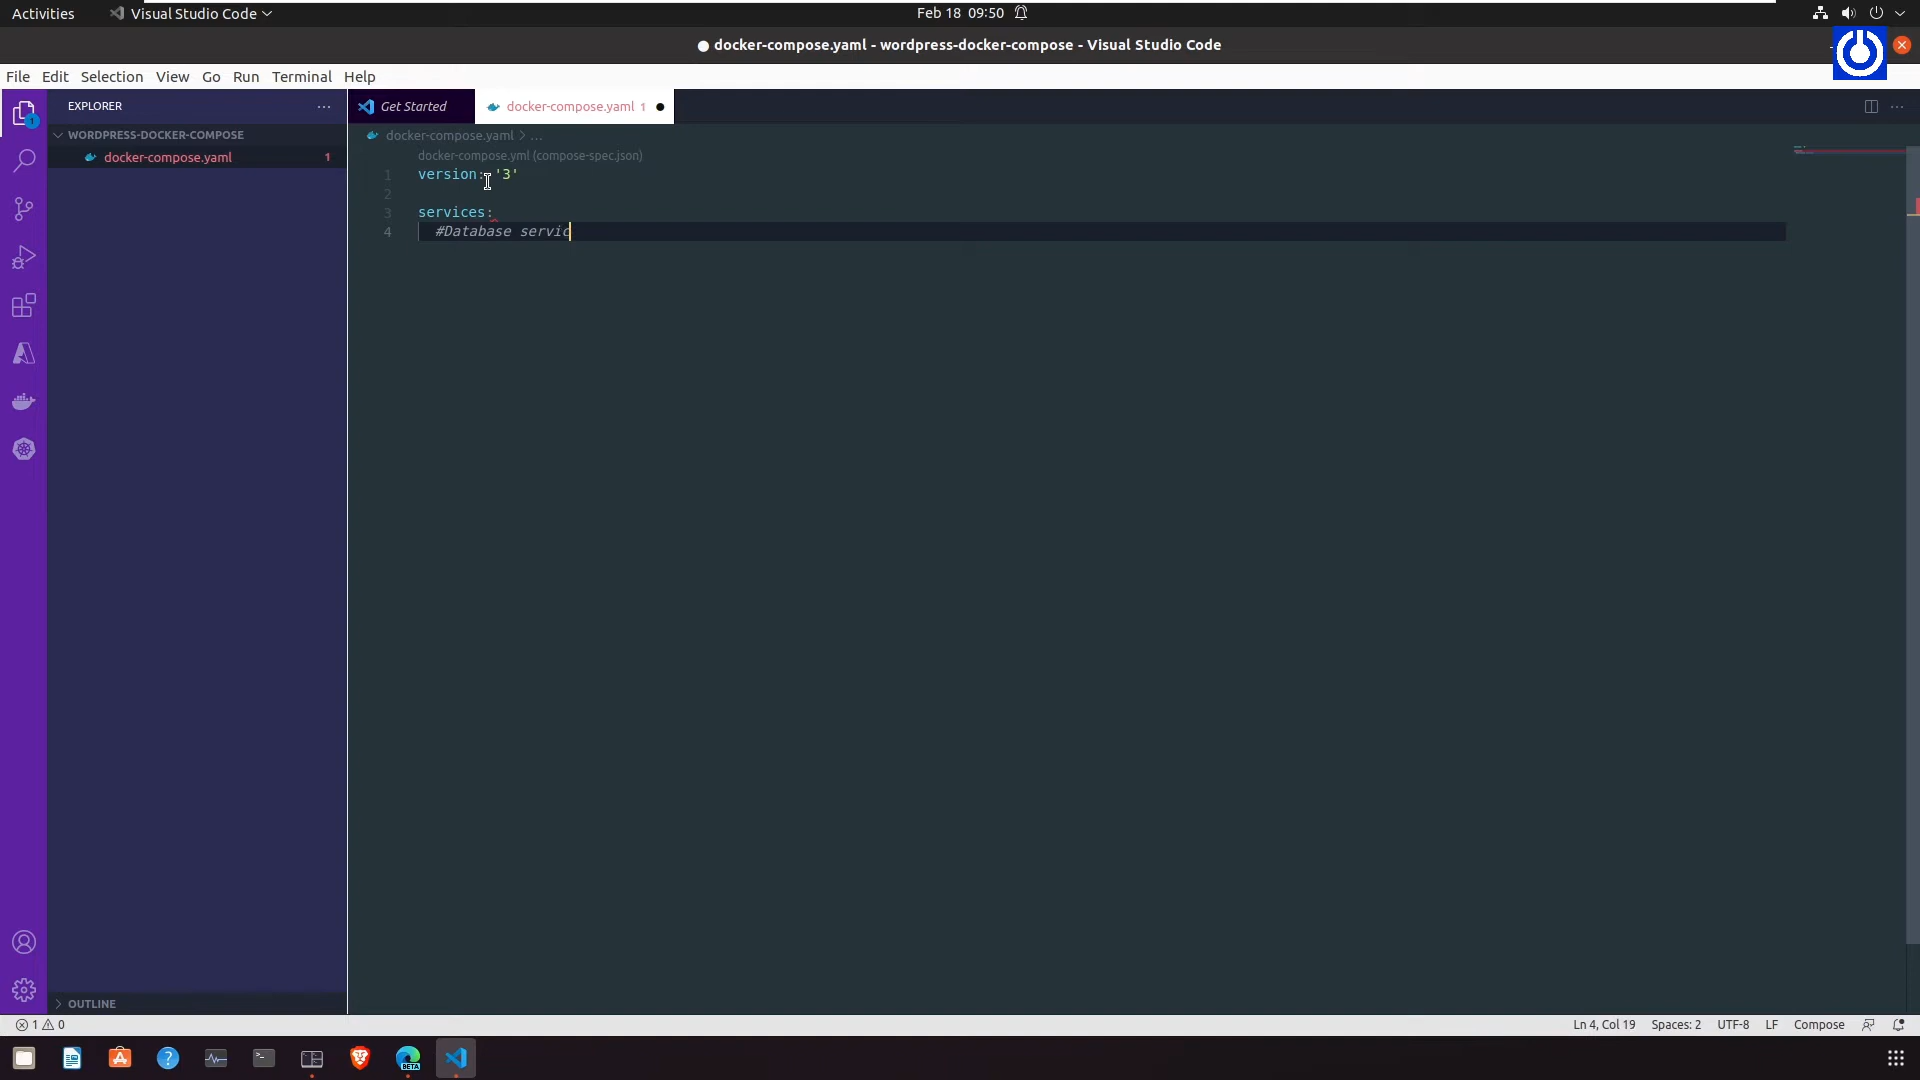 Activities
Visual Studio Code
Feb 18 09:50
docker-compose.yaml - wordpress-docker-compose - Visual Studio Code
File Edit Selection View Go Run Terminal Help
EXPLORER
Get Started
docker-compose.yaml 1
WORDPRESS-DOCKER-COMPOSE
docker-compose.yaml 1
docker-compose.yaml > ...
docker-compose.yml (compose-spec.json)
1 version: '3'
2
3 services:
4 #Database servic
1
OUTLINE
1 0
Ln 4, Col 19 Spaces: 2 UTF-8 LF Compose
BETA